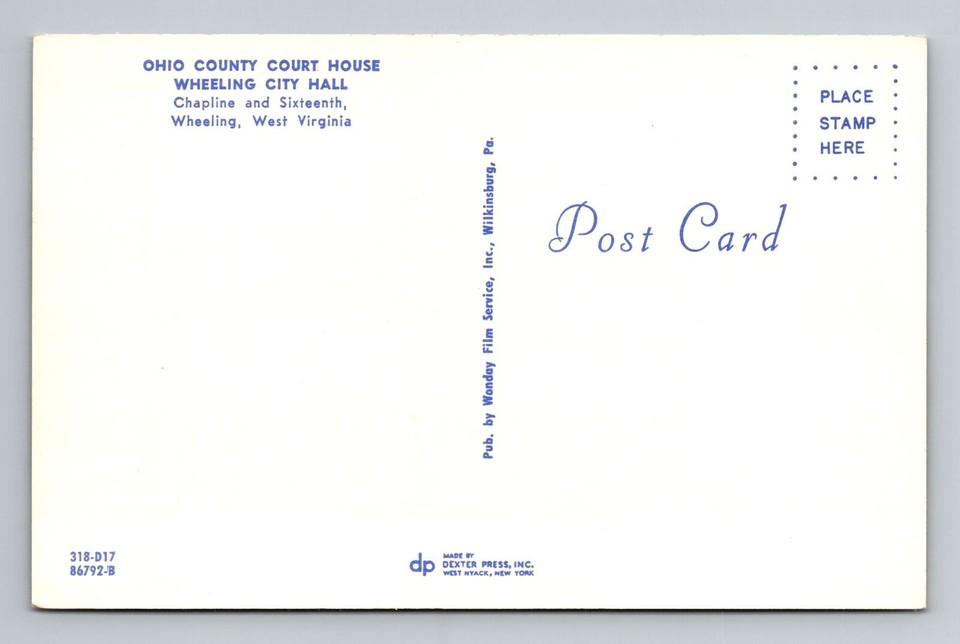 OHIO COUNTY COURT HOUSE
WHEELING CITY HALL
Chapline and Sixteenth,
Wheeling, West Virginia
PLACE
STAMP
HERE
Post Card
Pub. by Wonday Film Service, Inc., Wilkinsburg, Pa.
318-D17
86792-B
dp
MADE BY
DEXTER PRESS, INC.
WEST NYACK, NEW YORK